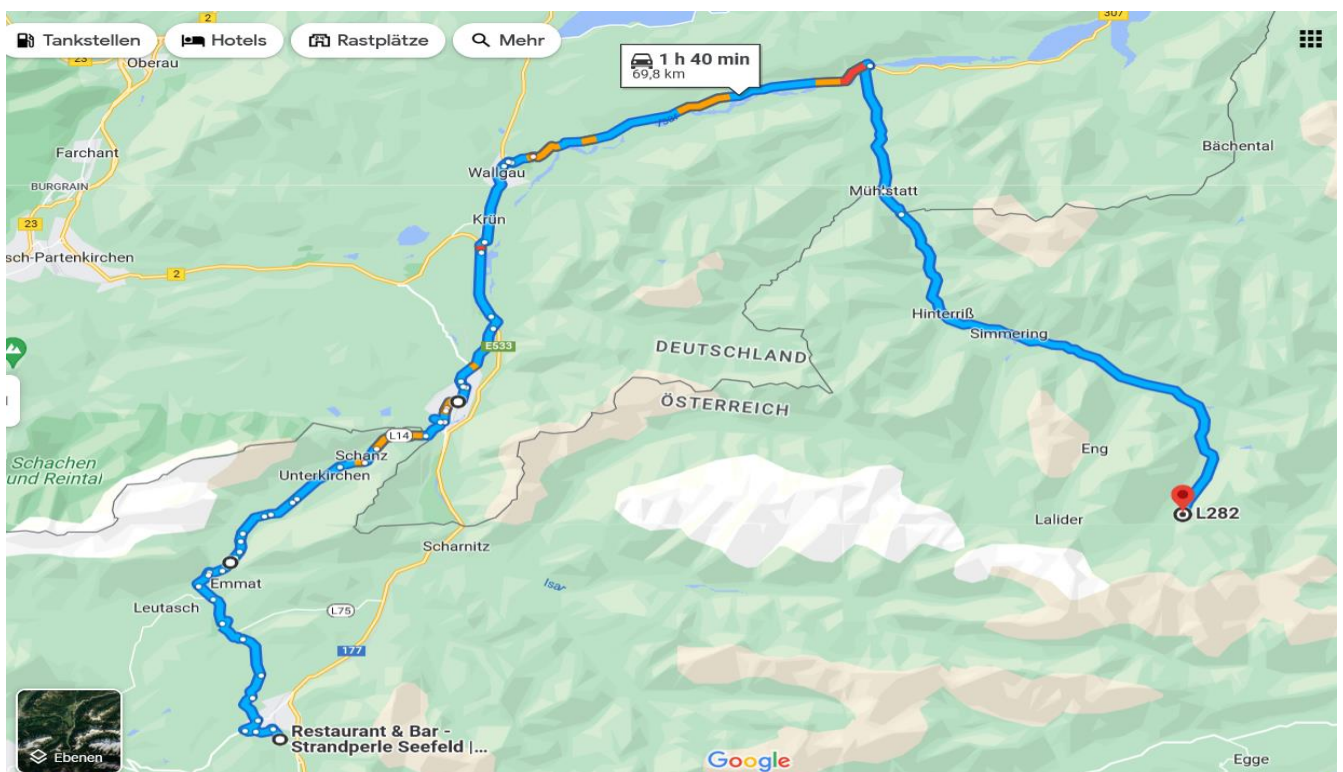 2
307
Tankstellen
Hotels
Rastplätze
Mehr
23
Oberau
1 h 40 min
69,8 km
Isar
Farchant
Bächental
BURGRAIN
Wallgau
Mühlstatt
23
Krün
sch-Partenkirchen
2
Hinterriß
Simmering
E533
DEUTSCHLAND
ÖSTERREICH
L14
Schanz
Schachen
und Reintal
Unterkirchen
Eng
L282
Lalider
Scharnitz
Emmat
Isar
Leutasch
L75
177
Restaurant & Bar -
Strandperle Seefeld |...
Ebenen
Google
Egge